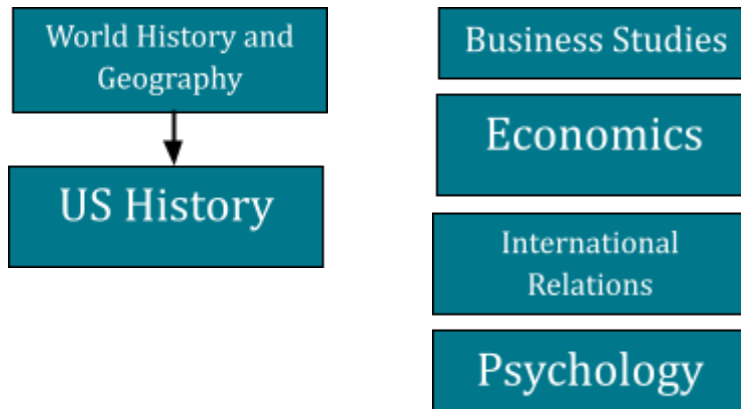 World History and
Geography
US History
Business Studies
Economics
International
Relations
Psychology